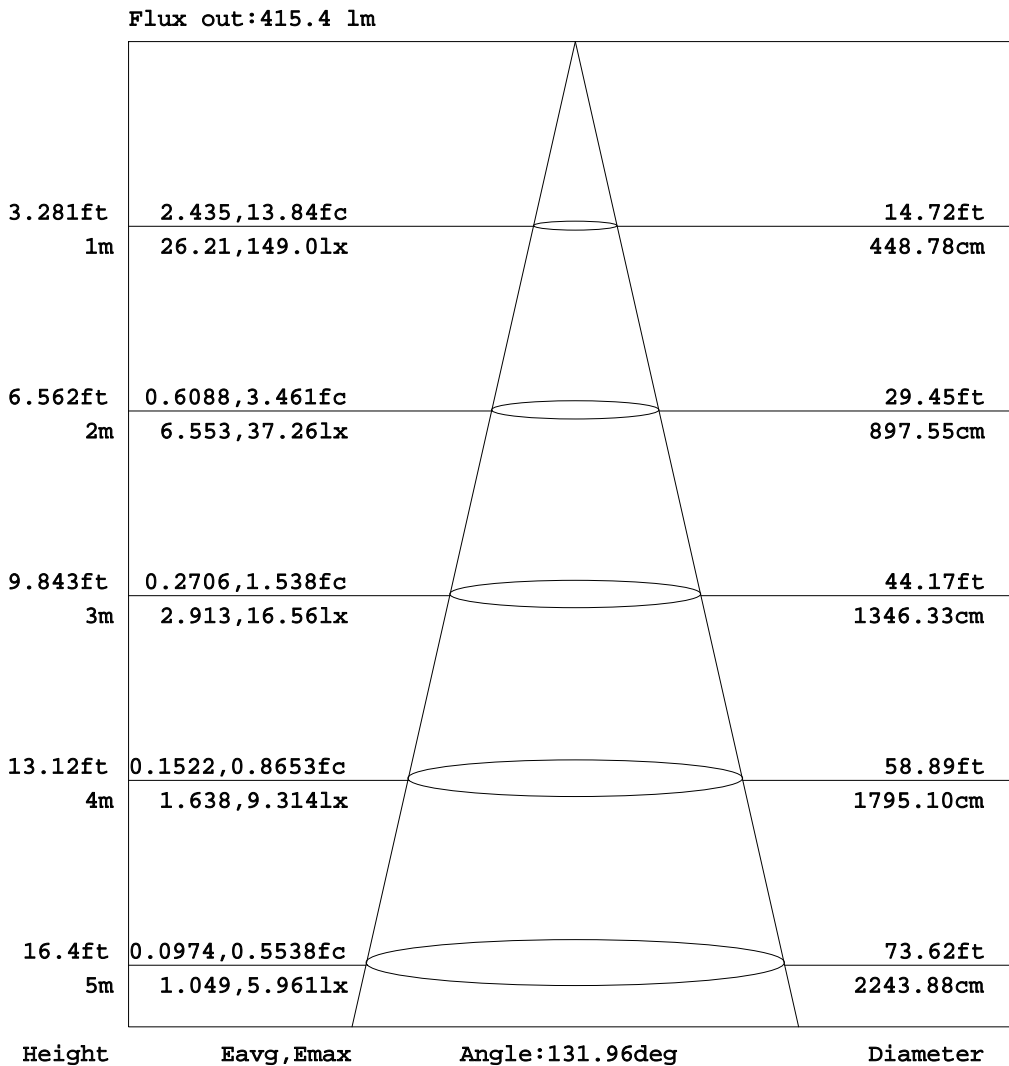 Flux out:415.4 lm
3.281ft 2.435,13.84fc 14.72ft
1m 26.21,149.0lx 448.78cm
6.562ft 0.6088,3.461fc 29.45ft
2m 6.553,37.26lx 897.55cm
9.843ft 0.2706,1.538fc 44.17ft
3m 2.913,16.56lx 1346.33cm
13.12ft 0.1522,0.8653fc 58.89ft
4m 1.638,9.314lx 1795.10cm
16.4ft 0.0974,0.5538fc 73.62ft
5m 1.049,5.961lx 2243.88cm
Height Eavg,Emax Angle:131.96deg Diameter